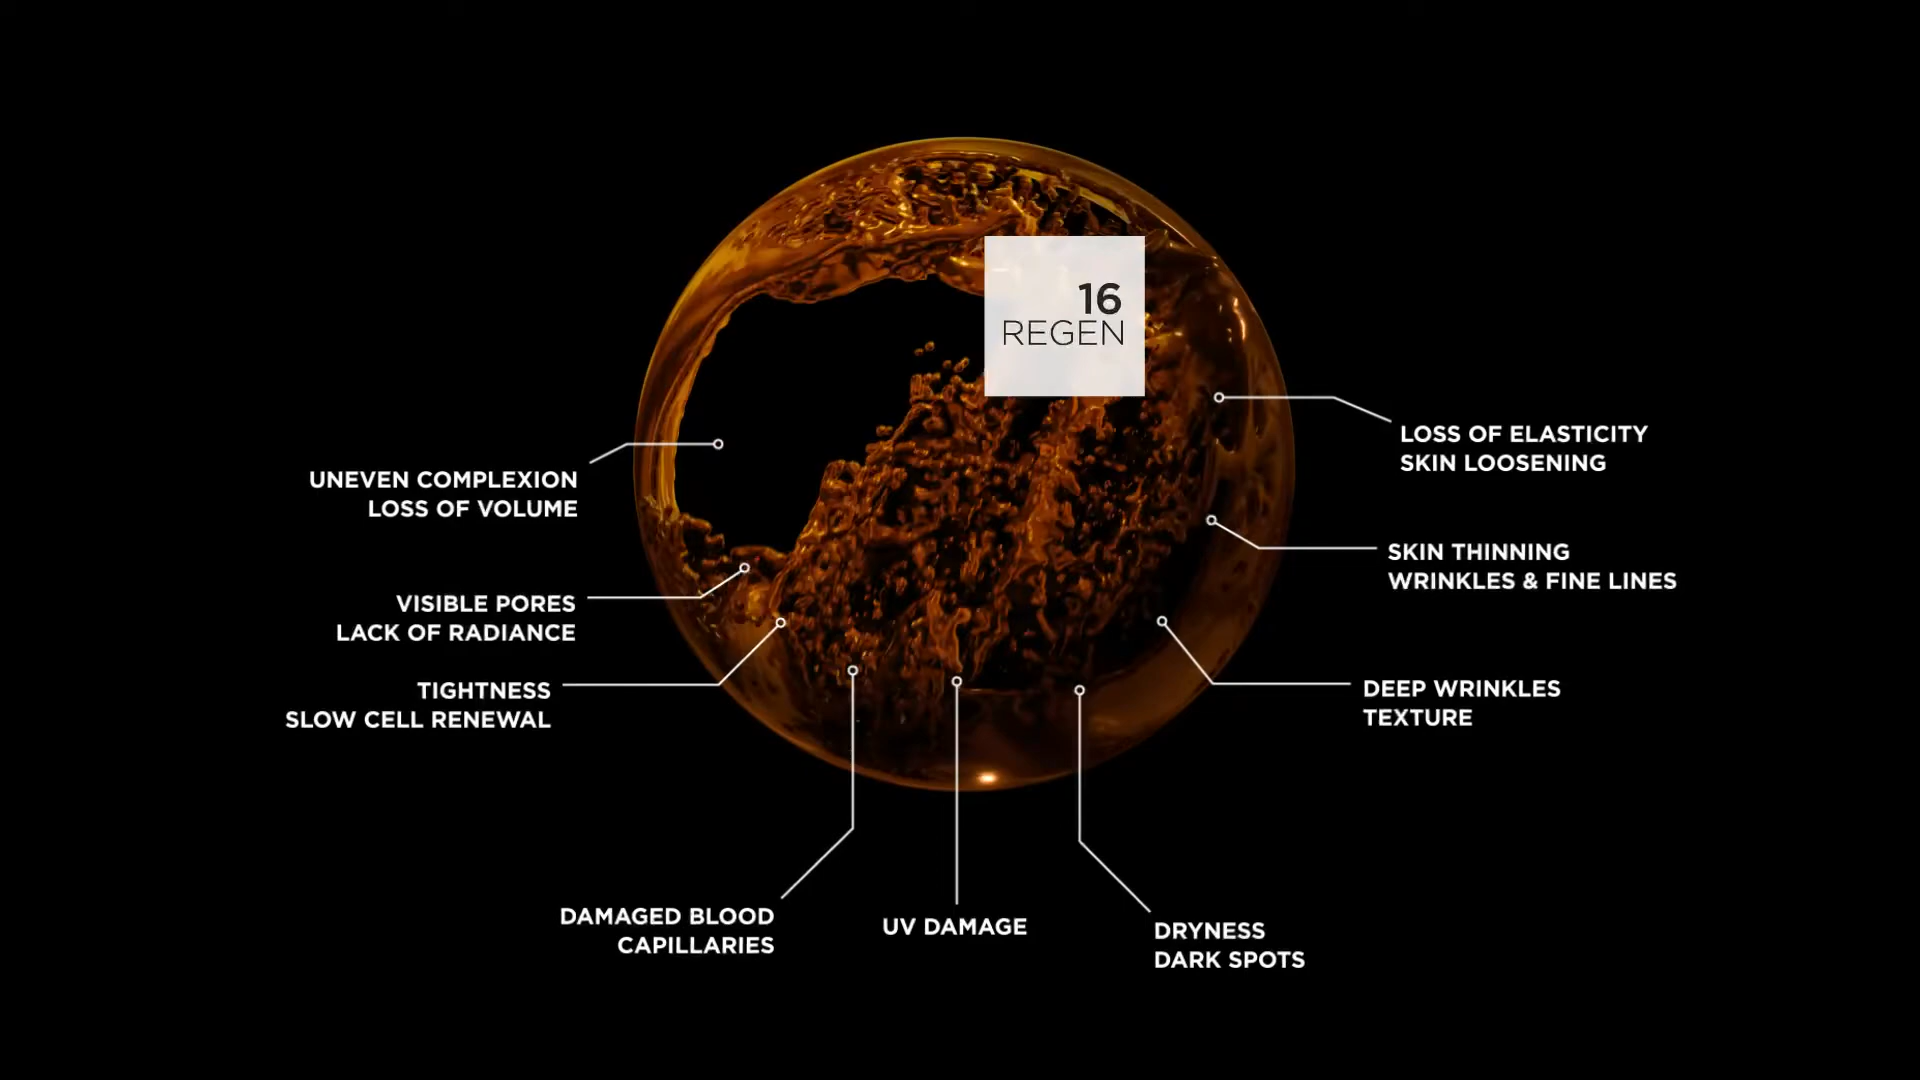 16
REGEN
UNEVEN COMPLEXION
LOSS OF VOLUME
VISIBLE PORES
LACK OF RADIANCE
TIGHTNESS
SLOW CELL RENEWAL
DAMAGED BLOOD
CAPILLARIES
UV DAMAGE
DRYNESS
DARK SPOTS
DEEP WRINKLES
TEXTURE
SKIN THINNING
WRINKLES & FINE LINES
LOSS OF ELASTICITY
SKIN LOOSENING